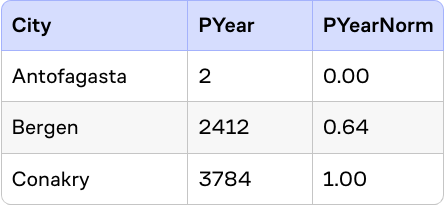 City PYear PYearNorm
Antofagasta 2 0.00
Bergen 2412 0.64
Conakry 3784 1.00